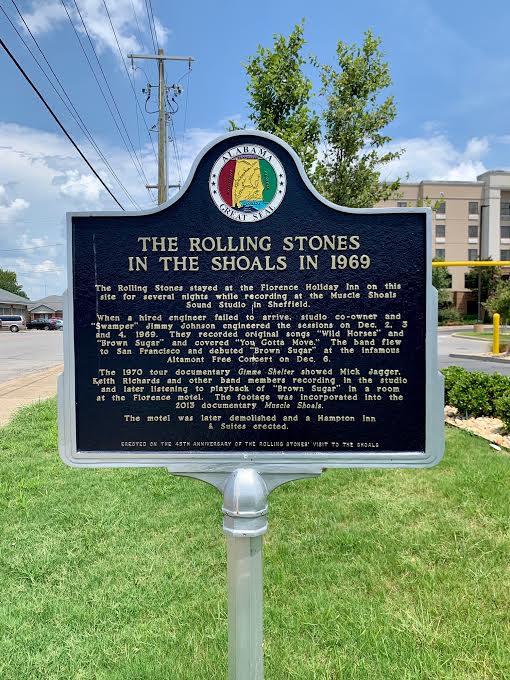 ALABAMA
GREAT SEAL
THE ROLLING STONES
IN THE SHOALS IN 1969
The Rolling Stones stayed at the Florence Holiday Inn on this
site for several nights while recording at the Muscle Shoals
Sound Studio in Sheffield.
When a hired engineer failed to arrive, studio co-owner and
"Swamper" Jimmy Johnson engineered the sessions on Dec. 2, 3
and 4, 1969. They recorded original songs "Wild Horses" and
"Brown Sugar" and covered "You Gotta Move." The band flew
to San Francisco and debuted "Brown Sugar" at the infamous
Altamont Free Concert on Dec. 6.
The 1970 tour documentary Gimme Shelter showed Mick Jagger,
Keith Richards and other band members recording in the studio
and later listening to playback of "Brown Sugar" in a room
at the Florence motel. The footage was incorporated into the
2013 documentary Muscle Shoals.
The motel was later demolished and a Hampton Inn
& Suites erected.
ERECTED ON THE 45TH ANNIVERSARY OF THE ROLLING STONES' VISIT TO THE SHOALS